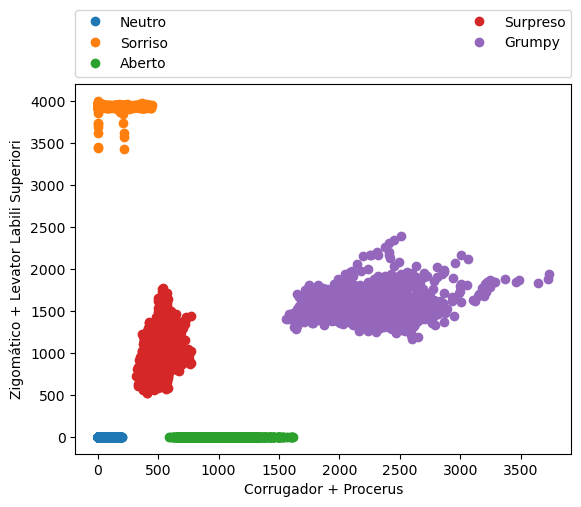 Neutro
Sorriso
Aberto
Surpreso
Grumpy
4000
3500
3000
2500
2000
1500
1000
500
0
Zigomático + Levator Labili Superiori
0 500 1000 1500 2000 2500 3000 3500
Corrugador + Procerus